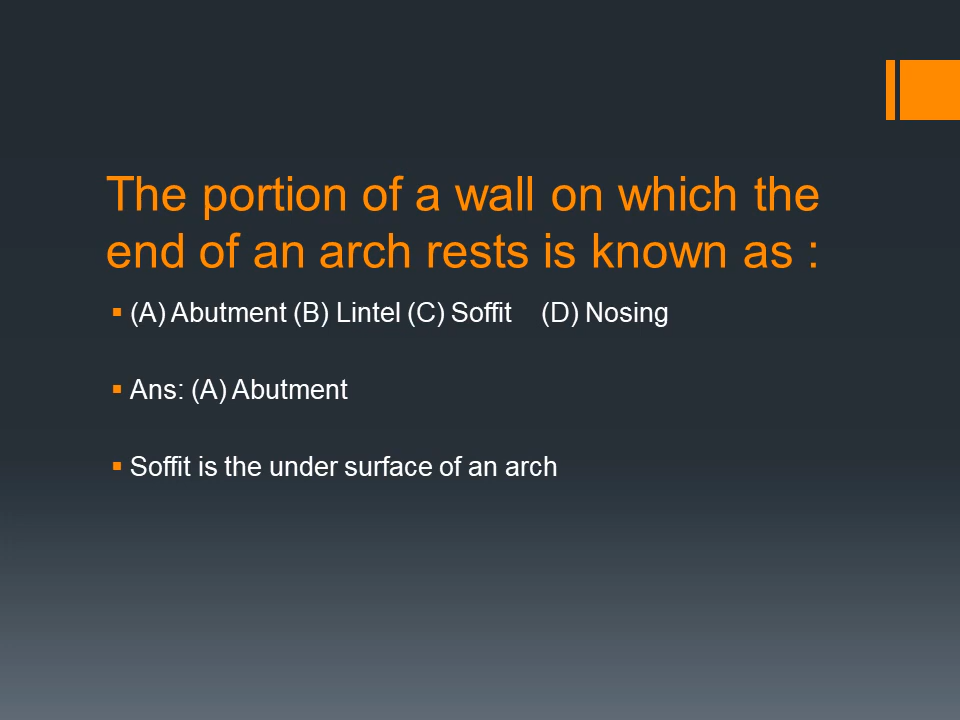 The portion of a wall on which the
end of an arch rests is known as :
▪ (A) Abutment (B) Lintel (C) Soffit    (D) Nosing
▪ Ans: (A) Abutment
▪ Soffit is the under surface of an arch